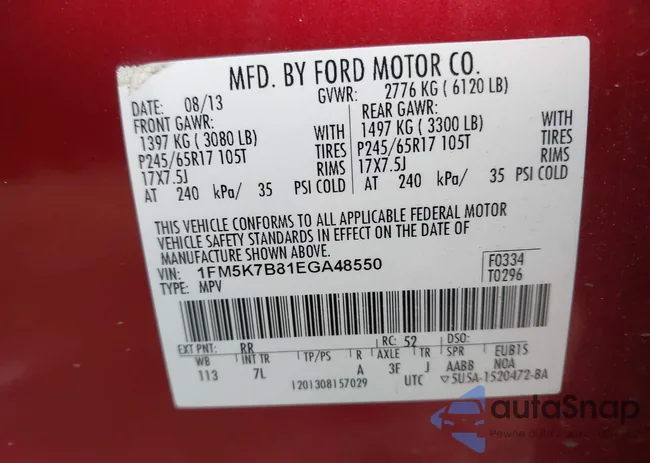 MFD. BY FORD MOTOR CO.
DATE: 08/13 GVWR: 2776 KG ( 6120 LB)
FRONT GAWR: REAR GAWR:
1397 KG ( 3080 LB) WITH 1497 KG ( 3300 LB) WITH
P245/65R17 105T TIRES P245/65R17 105T TIRES
17X7.5J RIMS 17X7.5J RIMS
AT 240 kPa/ 35 PSI COLD AT 240 kPa/ 35 PSI COLD
THIS VEHICLE CONFORMS TO ALL APPLICABLE FEDERAL MOTOR
VEHICLE SAFETY STANDARDS IN EFFECT ON THE DATE OF
MANUFACTURE SHOWN ABOVE.
VIN: 1FM5K7B81EGA48550 F0334
TYPE: MPV T0296
EXT PNT: RR RC: 52 DSO:
WB INT TR TP/PS R AXLE TR SPR EUB1S
113 7L A 3F J AABB NOA
1201308157029 UTC ▽5U5A-1520472-BA
autoSnap